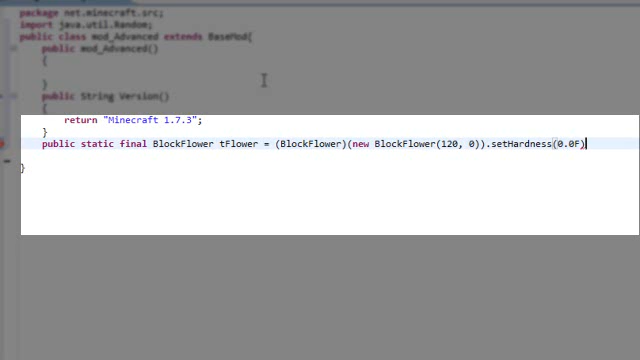 package net.minecraft.src;
import java.util.Random;
public class mod_Advanced extends BaseMod{
public mod_Advanced()
{
}
public String Version()
{
return "Minecraft 1.7.3";
}
public static final BlockFlower tFlower = (BlockFlower)(new BlockFlower(120, 0)).setHardness(0.0F)
}